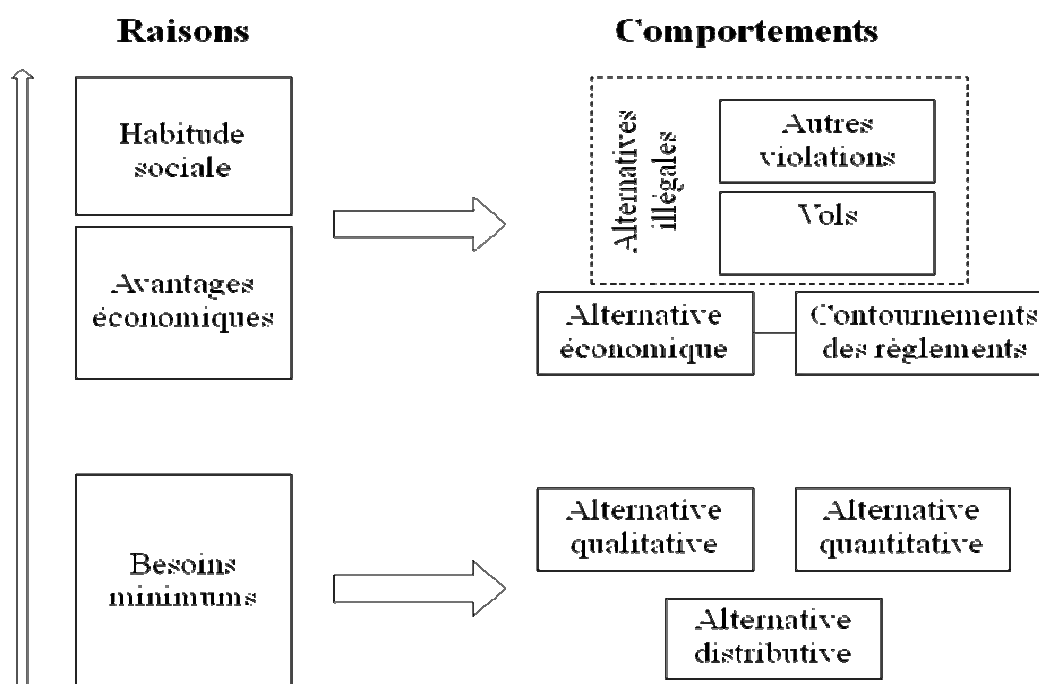 Raisons
Comportements
Habitude
sociale
Avantages
économiques
Alternatives
illégales
Autres
violations
Vols
Alternative
économique
Contournements
des règlements
Besoins
minimums
Alternative
qualitative
Alternative
quantitative
Alternative
distributive